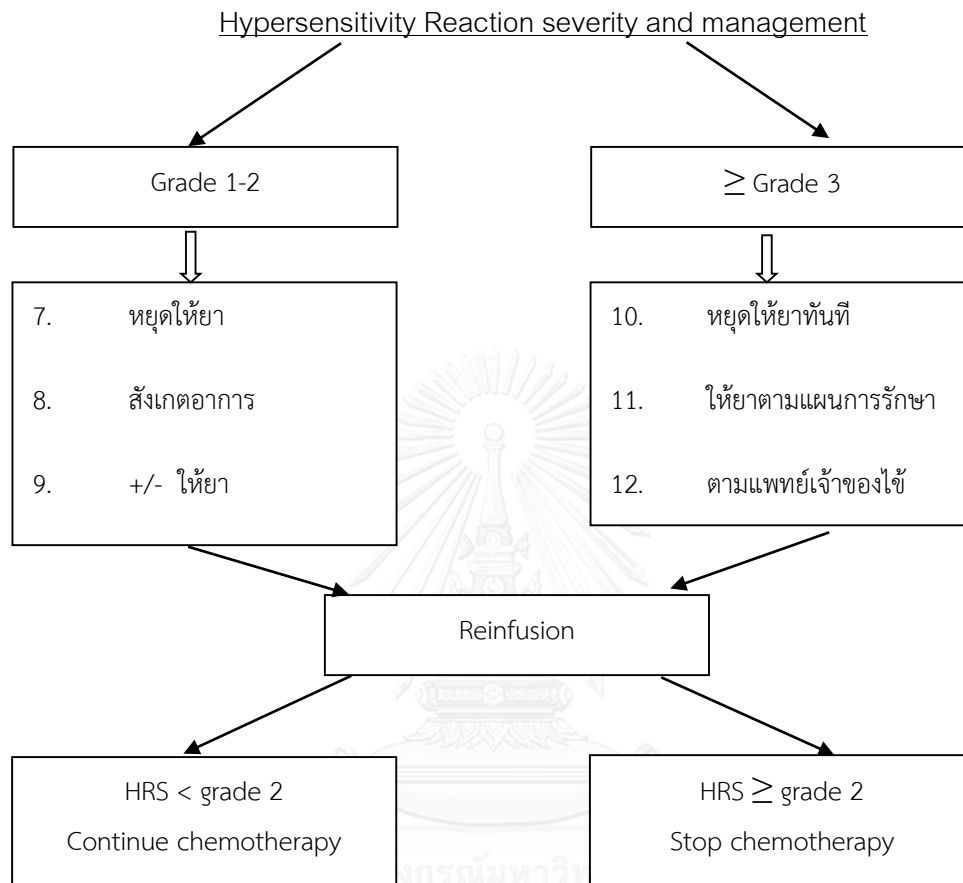 Hypersensitivity Reaction severity and management
Grade 1-2
≥ Grade 3
7. หยุดให้ยา
8. สังเกตอาการ
9. +/- ให้ยา
10. หยุดให้ยาทันที
11. ให้ยาตามแผนการรักษา
12. ตามแพทย์เจ้าของไข้
Reinfusion
HRS < grade 2
Continue chemotherapy
HRS ≥ grade 2
Stop chemotherapy